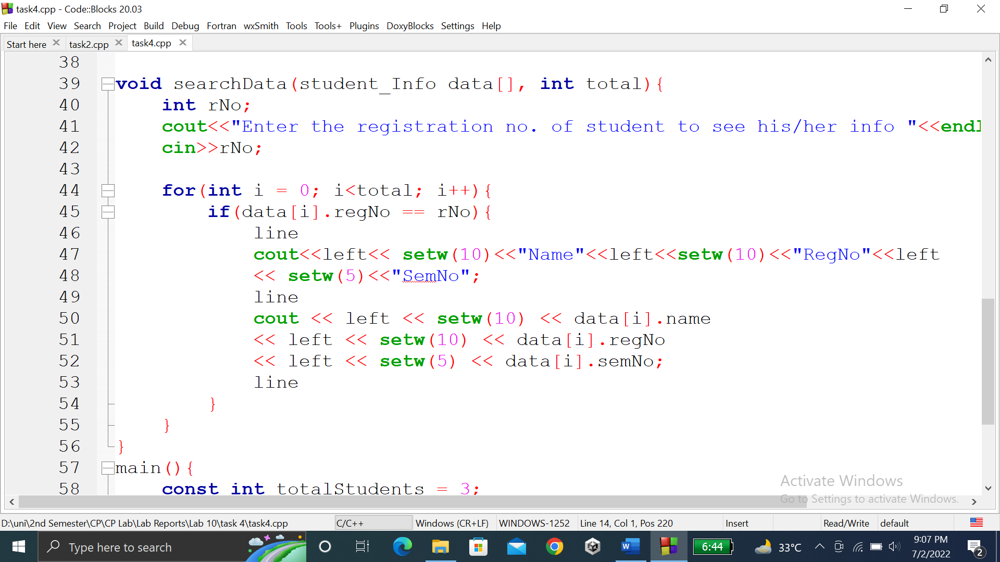 task4.cpp - Code::Blocks 20.03
File Edit View Search Project Build Debug Fortran wxSmith Tools Tools+ Plugins DoxyBlocks Settings Help
Start here task2.cpp task4.cpp
38
39 void searchData(student_Info data[], int total){
40 int rNo;
41 cout<<"Enter the registration no. of student to see his/her info "<<endl
42 cin>>rNo;
43
44 for(int i = 0; i<total; i++){
45 if(data[i].regNo == rNo){
46 line
47 cout<<left<< setw(10)<<"Name"<<left<<setw(10)<<"RegNo"<<left
48 << setw(5)<<"SemNo";
49 line
50 cout << left << setw(10) << data[i].name
51 << left << setw(10) << data[i].regNo
52 << left << setw(5) << data[i].semNo;
53 line
54 }
55 }
56 }
57 main(){
58 const int totalStudents = 3;
Activate Windows
Go to Settings to activate Windows.
D:\uni\2nd Semester\CP\CP Lab\Lab Reports\Lab 10\task 4\task4.cpp C/C++ Windows (CR+LF) WINDOWS-1252 Line 14, Col 1, Pos 220 Insert Read/Write default
Type here to search 6:44 33°C 9:07 PM
7/2/2022 2